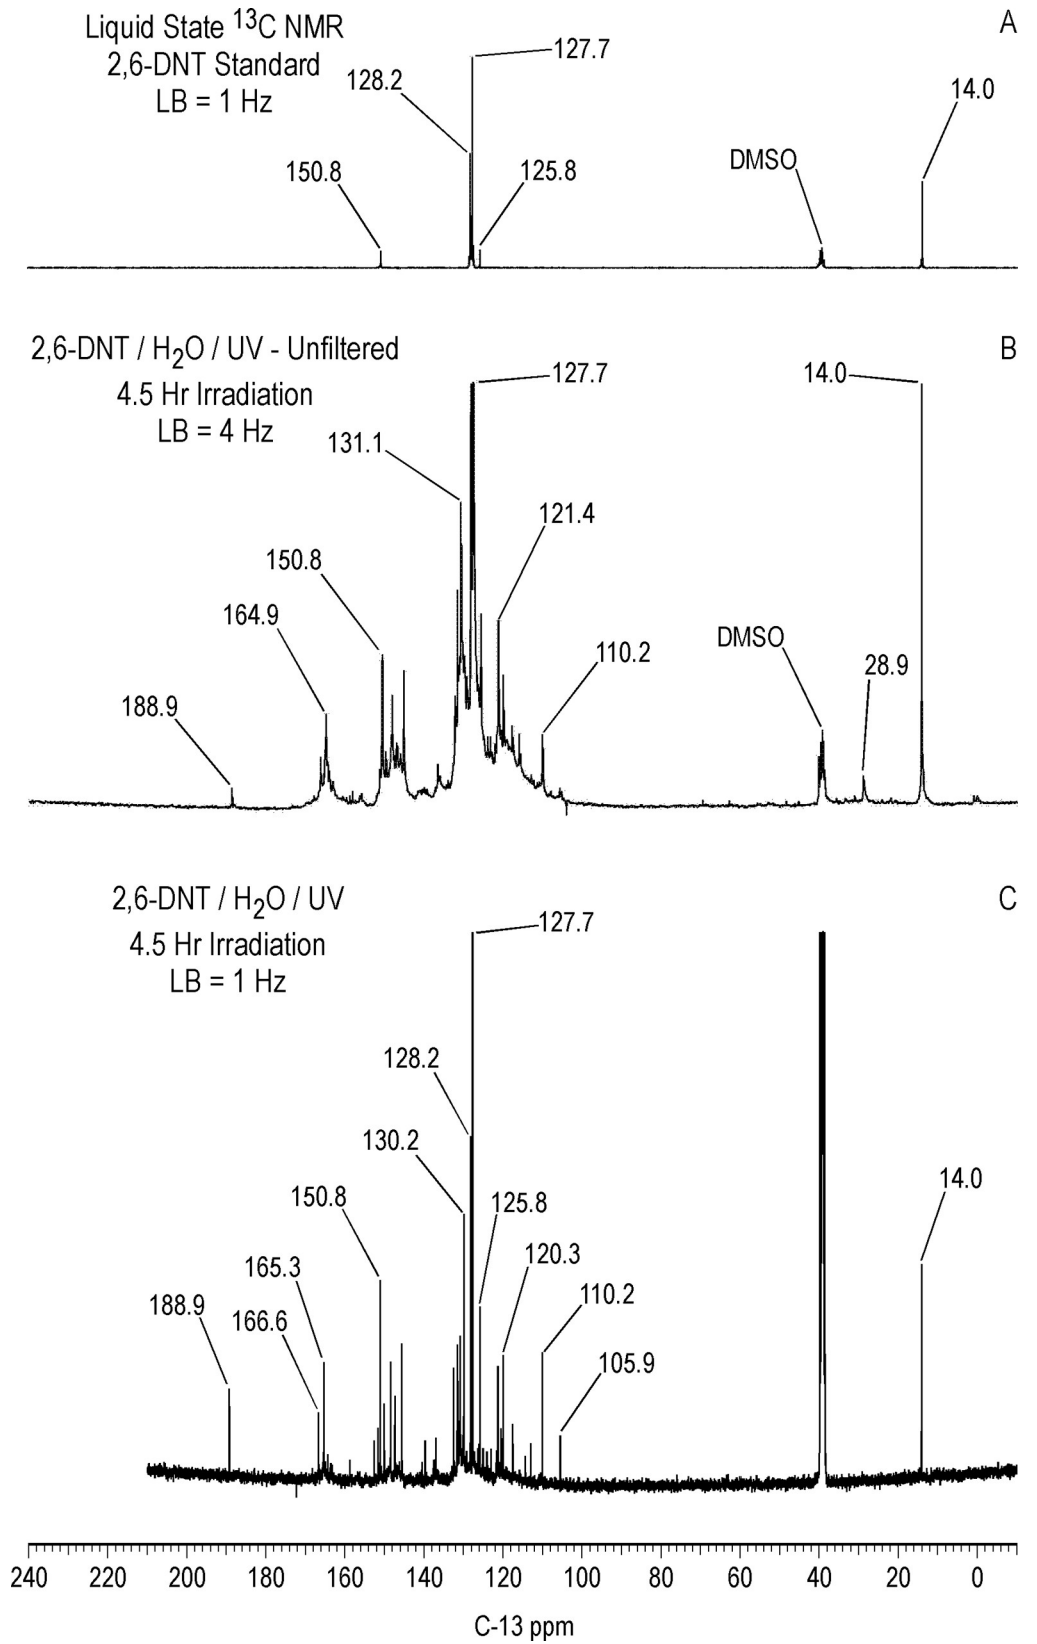 Liquid State ¹³C NMR
2,6-DNT Standard
LB = 1 Hz
A
127.7
128.2
14.0
150.8
125.8
DMSO
2,6-DNT / H₂O / UV - Unfiltered
4.5 Hr Irradiation
LB = 4 Hz
B
127.7
14.0
131.1
121.4
150.8
164.9
110.2
DMSO
28.9
188.9
2,6-DNT / H₂O / UV
4.5 Hr Irradiation
LB = 1 Hz
C
127.7
128.2
130.2
150.8
125.8
14.0
165.3
120.3
188.9
166.6
110.2
105.9
240 220 200 180 160 140 120 100 80 60 40 20 0
C-13 ppm